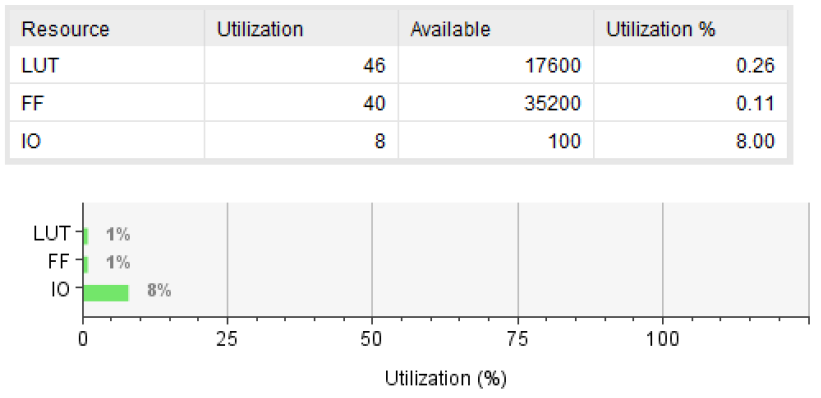 Resource Utilization Available Utilization %
LUT 46 17600 0.26
FF 40 35200 0.11
IO 8 100 8.00
LUT 1%
FF 1%
IO 8%
0 25 50 75 100
Utilization (%)